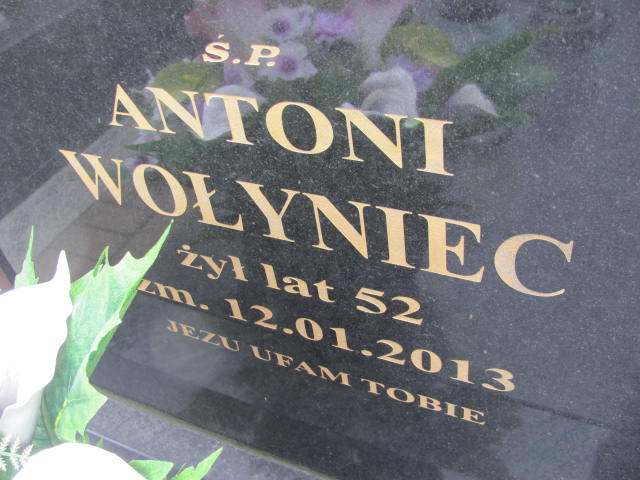 Ś.P.
ANTONI
WOŁYNIEC
żył lat 52
zm. 12.01.2013
JEZU UFAM TOBIE